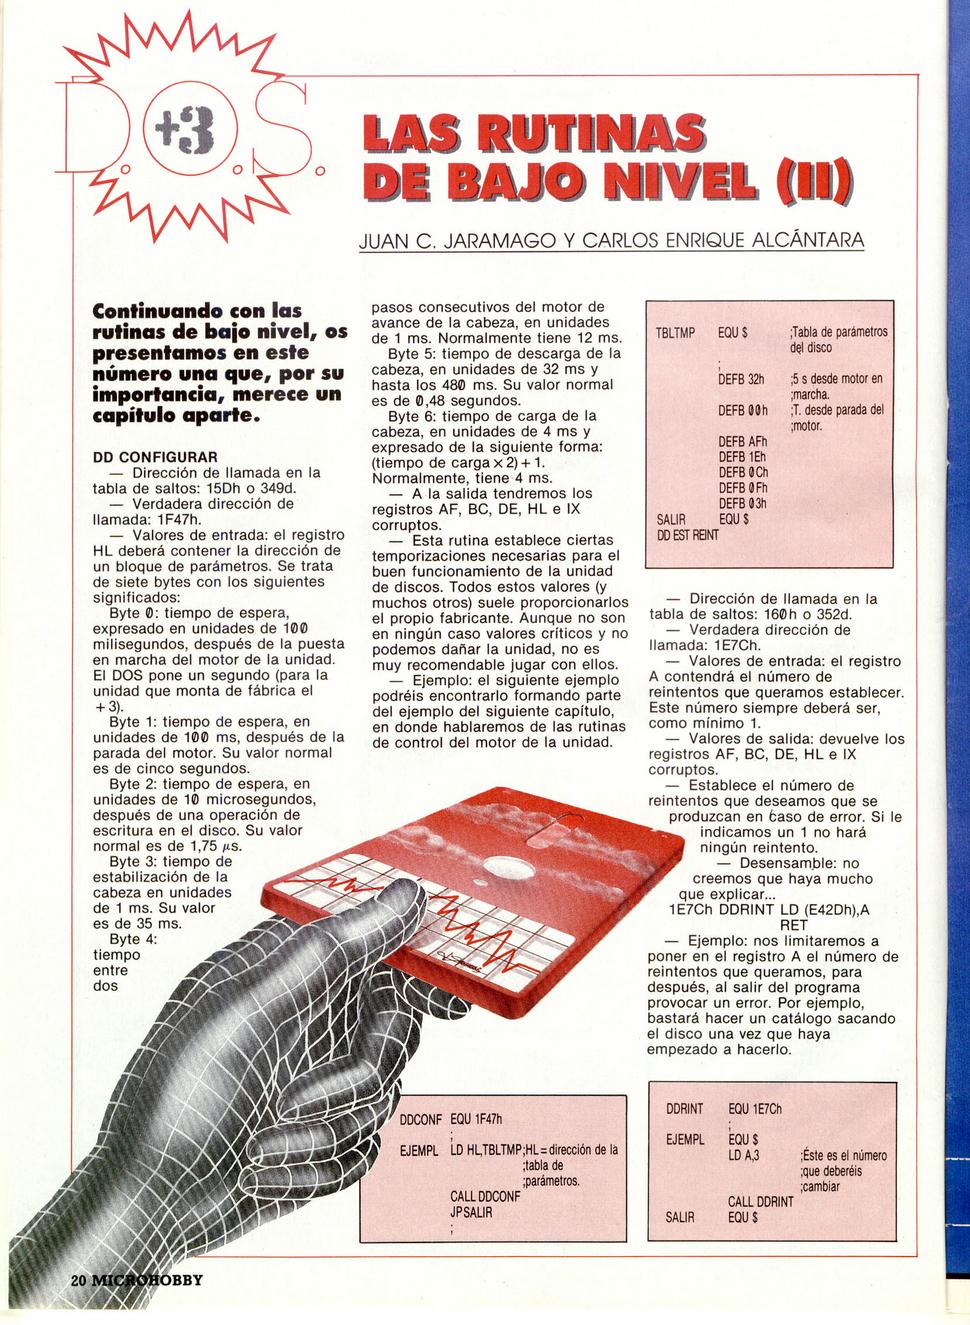 D.O.S.
+3
LAS RUTINAS
DE BAJO NIVEL (II)
JUAN C. JARAMAGO Y CARLOS ENRIQUE ALCÁNTARA
Continuando con las
rutinas de bajo nivel, os
presentamos en este
número una que, por su
importancia, merece un
capítulo aparte.
DD CONFIGURAR
— Dirección de llamada en la
tabla de saltos: 15Dh o 349d.
— Verdadera dirección de
llamada: 1F47h.
— Valores de entrada: el registro
HL deberá contener la dirección de
un bloque de parámetros. Se trata
de siete bytes con los siguientes
significados:
Byte 0: tiempo de espera,
expresado en unidades de 100
milisegundos, después de la puesta
en marcha del motor de la unidad.
El DOS pone un segundo (para la
unidad que monta de fábrica el
+3).
Byte 1: tiempo de espera, en
unidades de 100 ms, después de la
parada del motor. Su valor normal
es de cinco segundos.
Byte 2: tiempo de espera, en
unidades de 10 microsegundos,
después de una operación de
escritura en el disco. Su valor
normal es de 1,75 µs.
Byte 3: tiempo de
estabilización de la
cabeza en unidades
de 1 ms. Su valor
es de 35 ms.
Byte 4:
tiempo
entre
dos
pasos consecutivos del motor de
avance de la cabeza, en unidades
de 1 ms. Normalmente tiene 12 ms.
Byte 5: tiempo de descarga de la
cabeza, en unidades de 32 ms y
hasta los 480 ms. Su valor normal
es de 0,48 segundos.
Byte 6: tiempo de carga de la
cabeza, en unidades de 4 ms y
expresado de la siguiente forma:
(tiempo de carga x 2) + 1.
Normalmente, tiene 4 ms.
— A la salida tendremos los
registros AF, BC, DE, HL e IX
corruptos.
— Esta rutina establece ciertas
temporizaciones necesarias para el
buen funcionamiento de la unidad
de discos. Todos estos valores (y
muchos otros) suele proporcionarlos
el propio fabricante. Aunque no son
en ningún caso valores críticos y no
podemos dañar la unidad, no es
muy recomendable jugar con ellos.
— Ejemplo: el siguiente ejemplo
podréis encontrarlo formando parte
del ejemplo del siguiente capítulo,
en donde hablaremos de las rutinas
de control del motor de la unidad.
DDCONF EQU 1F47h
;
EJEMPL LD HL,TBLTMP ;HL=dirección de la
;tabla de
;parámetros.
CALL DDCONF
JP SALIR
;
TBLTMP EQU $ ;Tabla de parámetros
del disco
;
DEFB 32h ;5 s desde motor en
;marcha.
DEFB 00h ;T. desde parada del
;motor.
DEFB AFh
DEFB 1Eh
DEFB 0Ch
DEFB 0Fh
DEFB 03h
SALIR EQU $
DD EST REINT
— Dirección de llamada en la
tabla de saltos: 160h o 352d.
— Verdadera dirección de
llamada: 1E7Ch.
— Valores de entrada: el registro
A contendrá el número de
reintentos que queramos establecer.
Este número siempre deberá ser,
como mínimo 1.
— Valores de salida: devuelve los
registros AF, BC, DE, HL e IX
corruptos.
— Establece el número de
reintentos que deseamos que se
produzcan en caso de error. Si le
indicamos un 1 no hará
ningún reintento.
— Desensamble: no
creemos que haya mucho
que explicar...
1E7Ch DDRINT LD (E42Dh),A
RET
— Ejemplo: nos limitaremos a
poner en el registro A el número de
reintentos que queramos, para
después, al salir del programa
provocar un error. Por ejemplo,
bastará hacer un catálogo sacando
el disco una vez que haya
empezado a hacerlo.
DDRINT EQU 1E7Ch
;
EJEMPL EQU $
LD A,3 ;Éste es el número
;que deberéis
;cambiar
CALL DDRINT
SALIR EQU $
20 MICROHOBBY